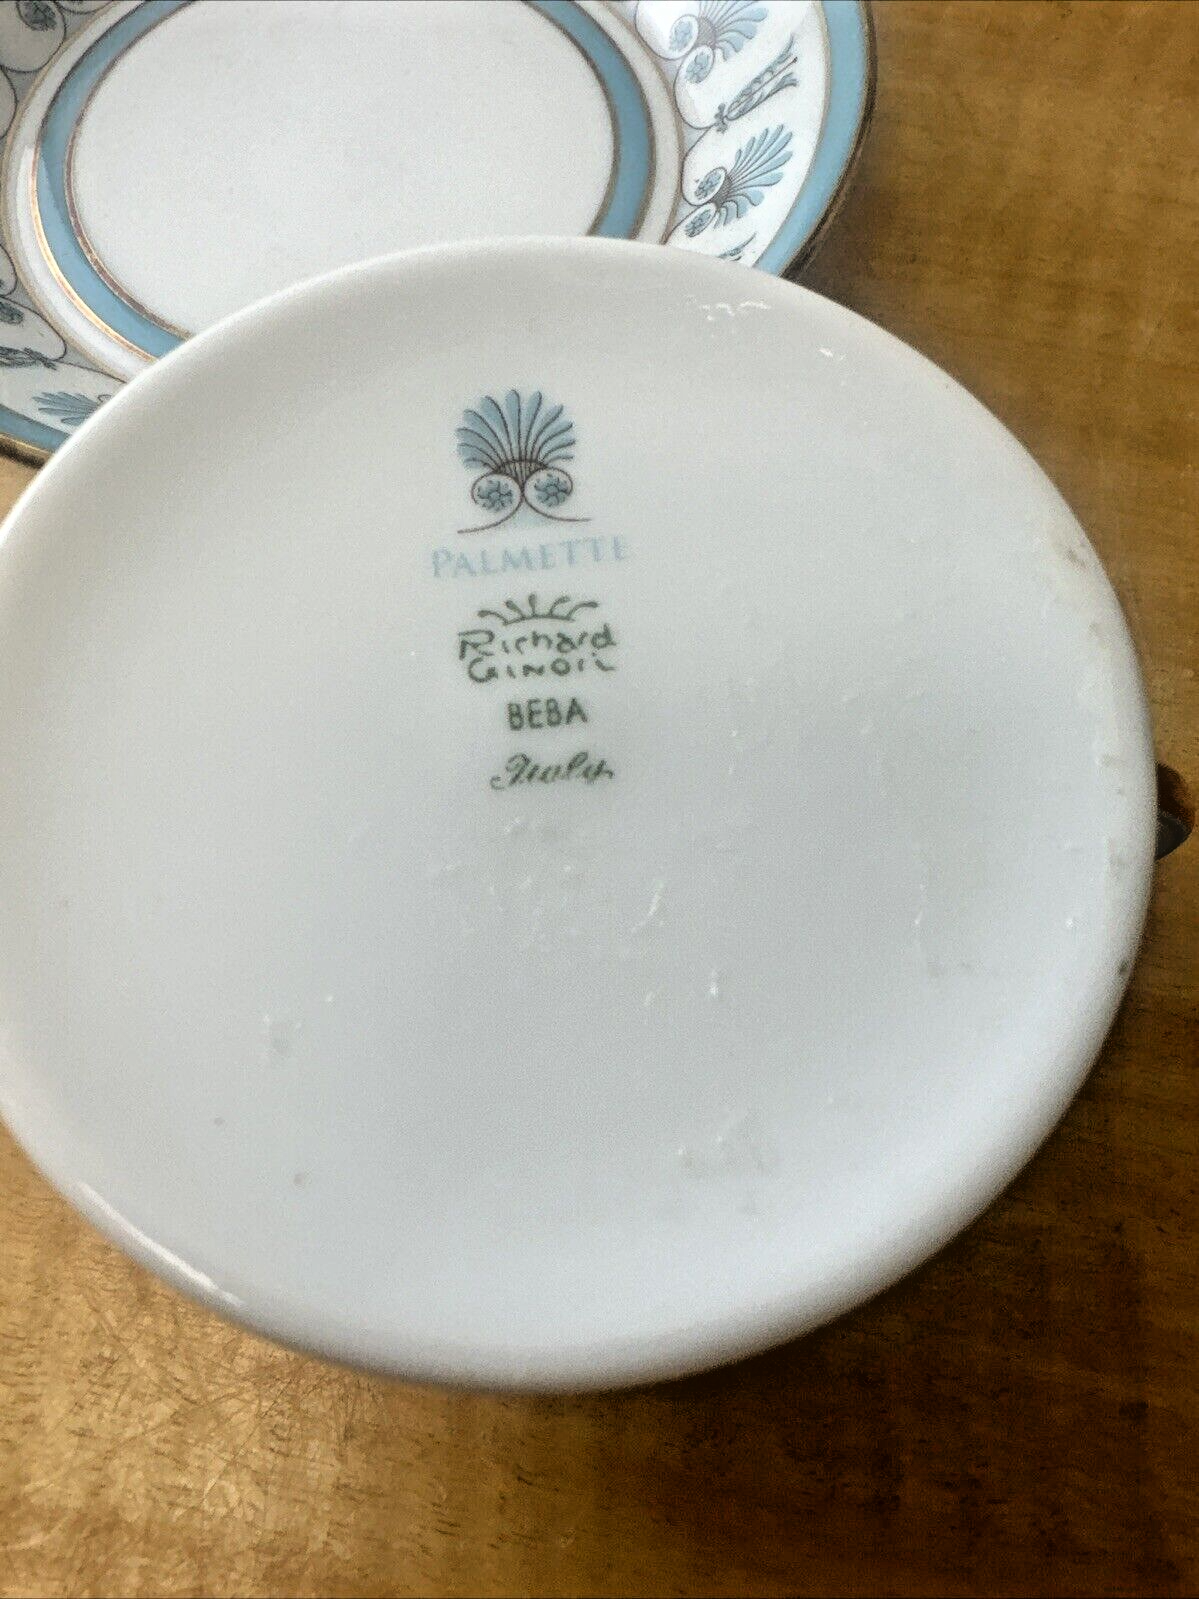 PALMETTE
Richard
GINORI
BEBA
Italy